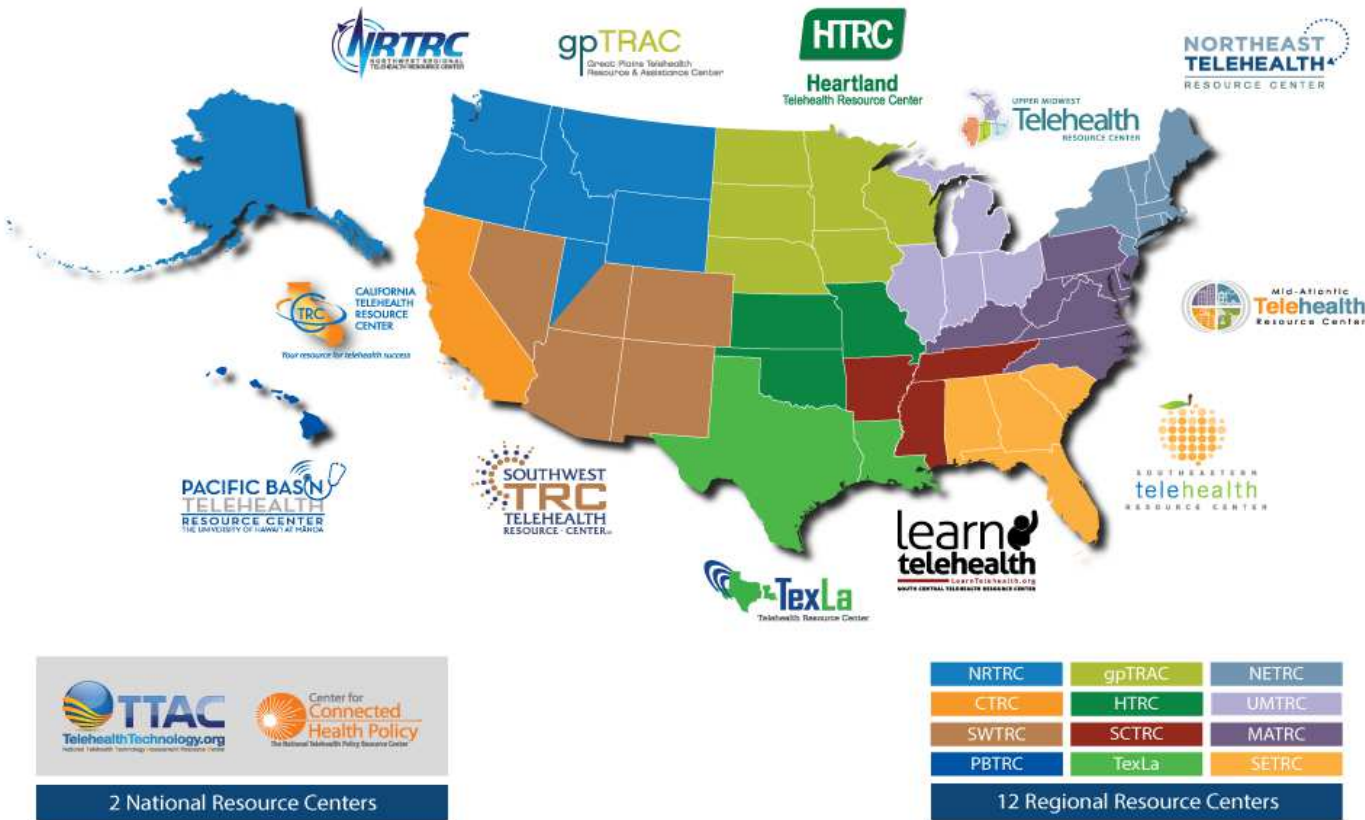 NRTRC
NORTHWEST REGIONAL
TELEHEALTH RESOURCE CENTER
gpTRAC
Great Plains Telehealth
Resource & Assistance Center
HTRC
Heartland
Telehealth Resource Center
NORTHEAST
TELEHEALTH
RESOURCE CENTER
UPPER MIDWEST
Telehealth
RESOURCE CENTER
TRC
CALIFORNIA
TELEHEALTH
RESOURCE
CENTER
Your resource for telehealth success
Mid-Atlantic
Telehealth
Resource Center
PACIFIC BASIN
TELEHEALTH
RESOURCE CENTER
THE UNIVERSITY OF HAWAI'I AT MĀNOA
SOUTHWEST
TRC
TELEHEALTH
RESOURCE · CENTER
SOUTHEASTERN
telehealth
RESOURCE CENTER
learn
telehealth
LearnTelehealth.org
SOUTH CENTRAL TELEHEALTH RESOURCE CENTER
TexLa
Telehealth Resource Center
TTAC
TelehealthTechnology.org
National Telehealth Technology Assessment Resource Center
Center for
Connected
Health Policy
The National Telehealth Policy Resource Center
2 National Resource Centers
NRTRC gpTRAC NETRC
CTRC HTRC UMTRC
SWTRC SCTRC MATRC
PBTRC TexLa SETRC
12 Regional Resource Centers